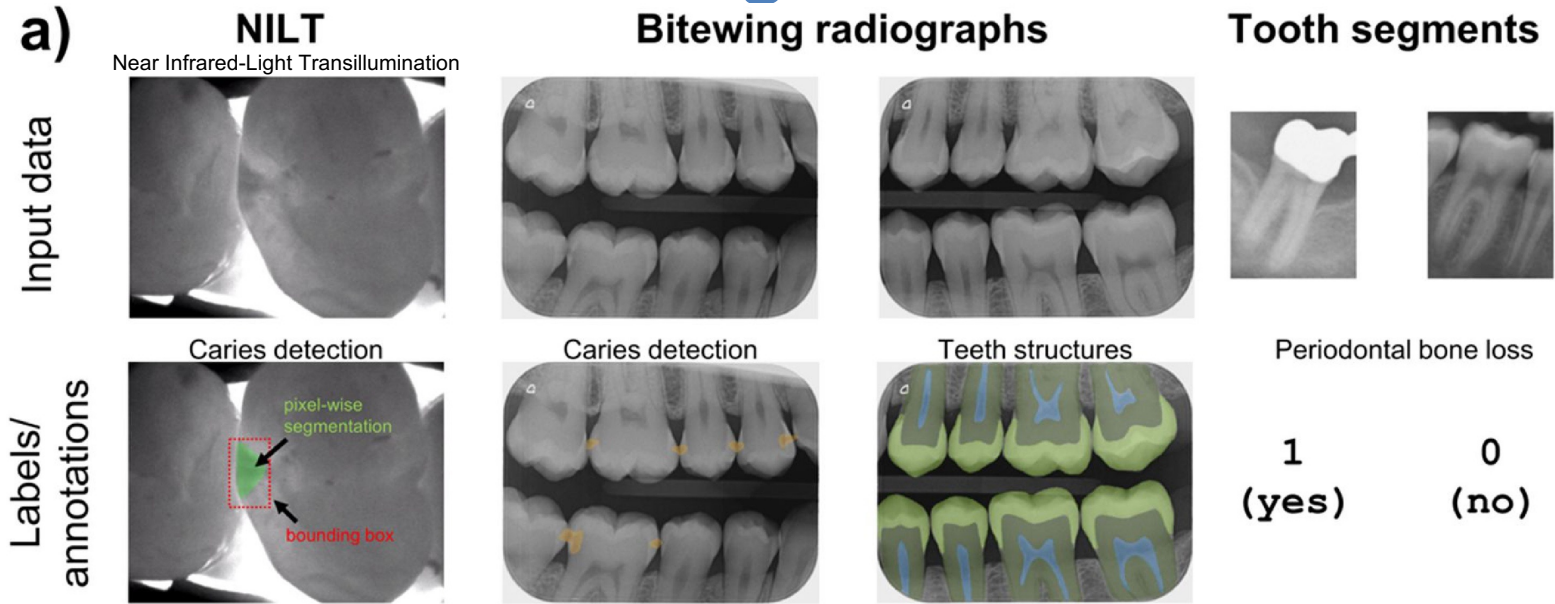 a)
NILT
Bitewing radiographs
Tooth segments
Near Infrared-Light Transillumination
Input data
Caries detection
Caries detection
Teeth structures
Periodontal bone loss
Labels/
annotations
pixel-wise
segmentation
bounding box
1
(yes)
0
(no)